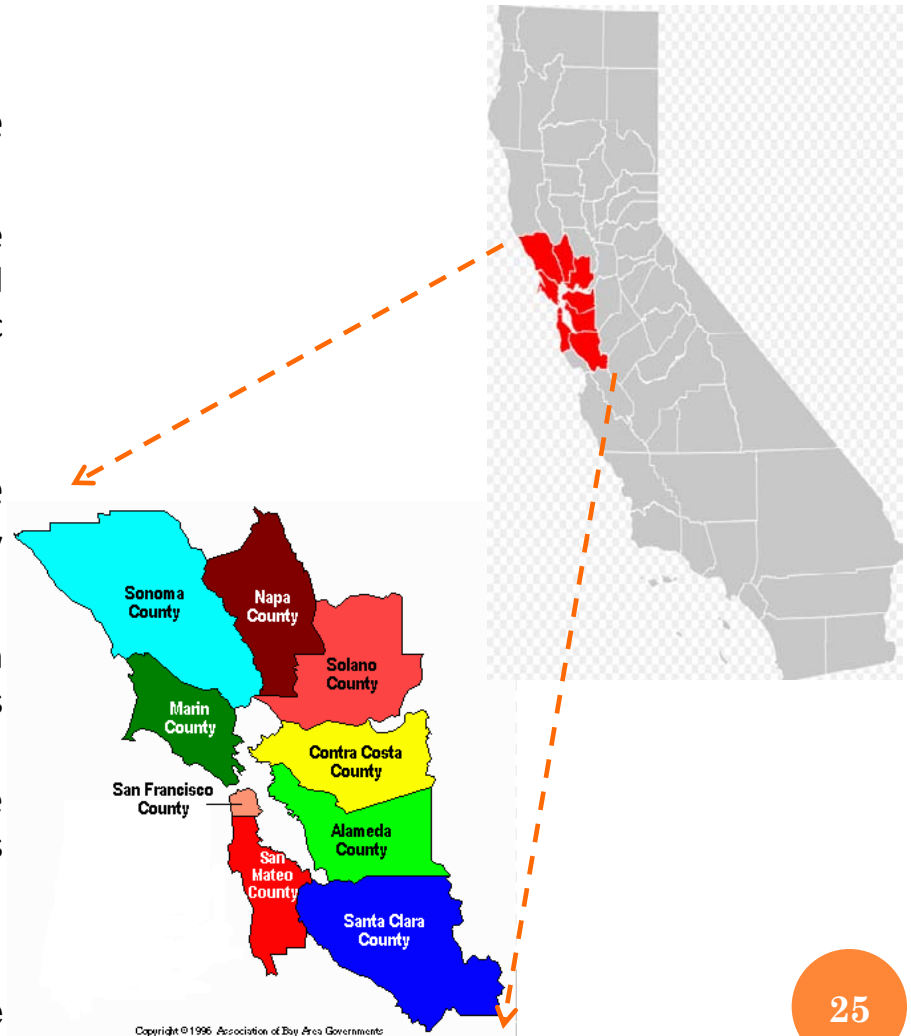 e
e
l
c
e
y
n
s
e
s
e
Sonoma
County
Napa
County
Solano
County
Marin
County
Contra Costa
County
San Francisco
County
Alameda
County
San
Mateo
County
Santa Clara
County
Copyright © 1996 Association of Bay Area Governments
25